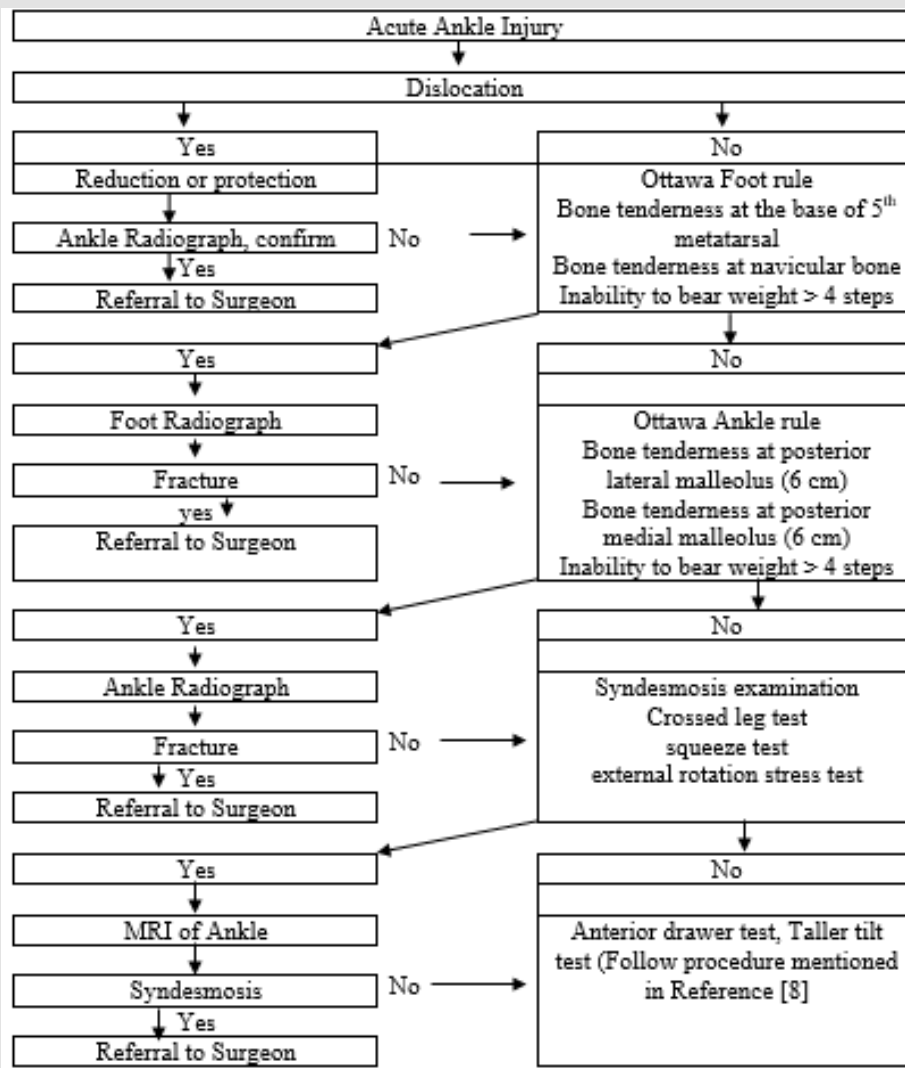 Acute Ankle Injury
Dislocation
Yes
No
Reduction or protection
Ankle Radiograph, confirm
No
Yes
Referral to Surgeon
Ottawa Foot rule
Bone tenderness at the base of 5th
metatarsal
Bone tenderness at navicular bone
Inability to bear weight > 4 steps
Yes
No
Foot Radiograph
Fracture
No
yes
Referral to Surgeon
Ottawa Ankle rule
Bone tenderness at posterior
lateral malleolus (6 cm)
Bone tenderness at posterior
medial malleolus (6 cm)
Inability to bear weight > 4 steps
Yes
No
Ankle Radiograph
Fracture
No
Yes
Referral to Surgeon
Syndesmosis examination
Crossed leg test
squeeze test
external rotation stress test
Yes
No
MRI of Ankle
Syndesmosis
No
Yes
Referral to Surgeon
Anterior drawer test, Taller tilt
test (Follow procedure mentioned
in Reference [8]